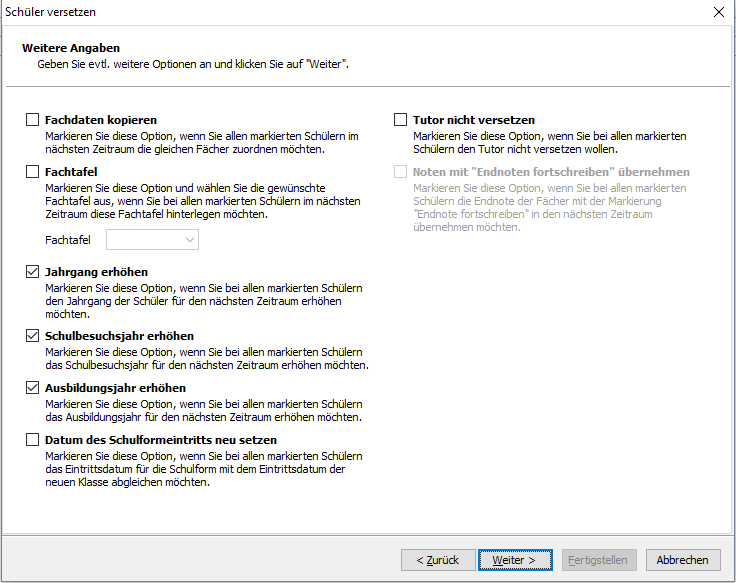 Schüler versetzen
Weitere Angaben
Geben Sie evtl. weitere Optionen an und klicken Sie auf "Weiter".
Fachdaten kopieren
Markieren Sie diese Option, wenn Sie allen markierten Schülern im
nächsten Zeitraum die gleichen Fächer zuordnen möchten.
Fachtafel
Markieren Sie diese Option und wählen Sie die gewünschte
Fachtafel aus, wenn Sie bei allen markierten Schülern im nächsten
Zeitraum diese Fachtafel hinterlegen möchten.
Fachtafel
Jahrgang erhöhen
Markieren Sie diese Option, wenn Sie bei allen markierten Schülern
den Jahrgang der Schüler für den nächsten Zeitraum erhöhen
möchten.
Schulbesuchsjahr erhöhen
Markieren Sie diese Option, wenn Sie bei allen markierten Schülern
das Schulbesuchsjahr für den nächsten Zeitraum erhöhen möchten.
Ausbildungsjahr erhöhen
Markieren Sie diese Option, wenn Sie bei allen markierten Schülern
das Ausbildungsjahr für den nächsten Zeitraum erhöhen möchten.
Datum des Schulformeintritts neu setzen
Markieren Sie diese Option, wenn Sie bei allen markierten Schülern
das Eintrittsdatum für die Schulform mit dem Eintrittsdatum der
neuen Klasse abgleichen möchten.
Tutor nicht versetzen
Markieren Sie diese Option, wenn Sie bei allen markierten
Schülern den Tutor nicht versetzen wollen.
Noten mit "Endnoten fortschreiben" übernehmen
Markieren Sie diese Option, wenn Sie bei allen markierten
Schülern die Endnote der Fächer mit der Markierung
"Endnote fortschreiben" in den nächsten Zeitraum
übernehmen möchten.
< Zurück
Weiter >
Fertigstellen
Abbrechen